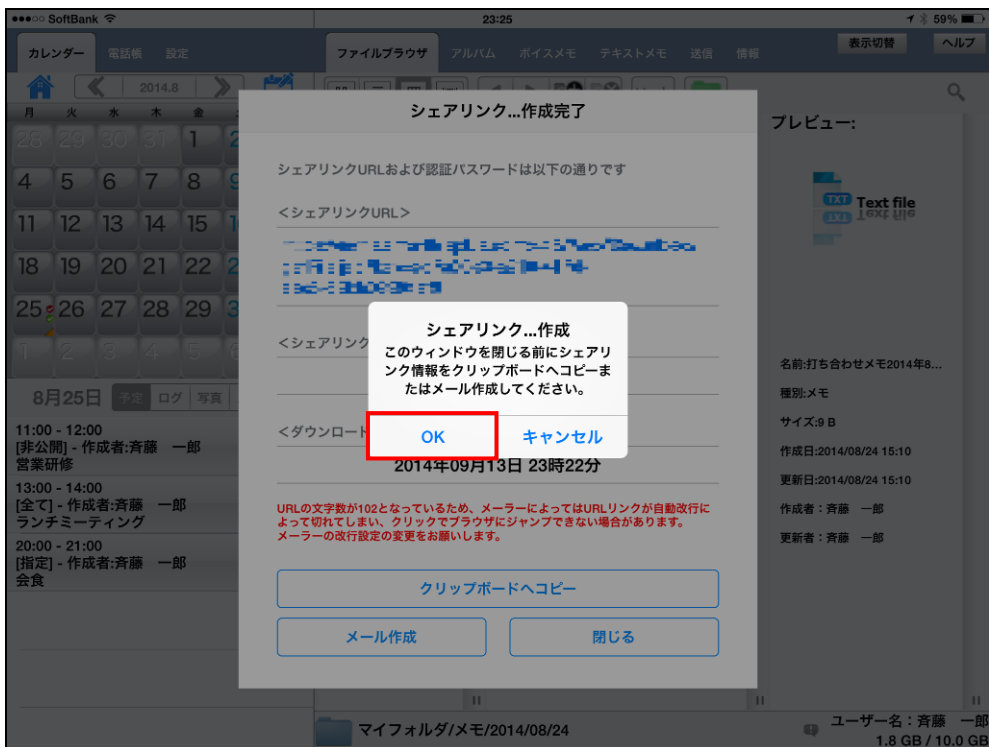 ●●●○○ SoftBank 23:25 59%
カレンダー 電話帳 設定 ファイルブラウザ アルバム ボイスメモ テキストメモ 送信 情報 表示切替 ヘルプ
2014.8
月 火 水 木 金
28 29 30 31 1 2
4 5 6 7 8 9
11 12 13 14 15
18 19 20 21 22 2
25 26 27 28 29 3
1 2 3 4 5 6
8月25日 予定 ログ 写真
11:00 - 12:00
[非公開] - 作成者:斉藤 一郎
営業研修
13:00 - 14:00
[全て] - 作成者:斉藤 一郎
ランチミーティング
20:00 - 21:00
[指定] - 作成者:斉藤 一郎
会食
シェアリンク...作成完了
シェアリンクURLおよび認証パスワードは以下の通りです
<シェアリンクURL>
<シェアリンク
<ダウンロード
2014年09月13日 23時22分
URLの文字数が102となっているため、メーラーによってはURLリンクが自動改行に
よって切れてしまい、クリックでブラウザにジャンプできない場合があります。
メーラーの改行設定の変更をお願いします。
クリップボードへコピー
メール作成 閉じる
シェアリンク...作成
このウィンドウを閉じる前にシェアリ
ンク情報をクリップボードへコピーま
たはメール作成してください。
OK キャンセル
プレビュー:
TXT Text file
名前:打ち合わせメモ2014年8...
種別:メモ
サイズ:9 B
作成日:2014/08/24 15:10
更新日:2014/08/24 15:10
作成者：斉藤 一郎
更新者：斉藤 一郎
マイフォルダ/メモ/2014/08/24
ユーザー名：斉藤 一郎
1.8 GB / 10.0 GB